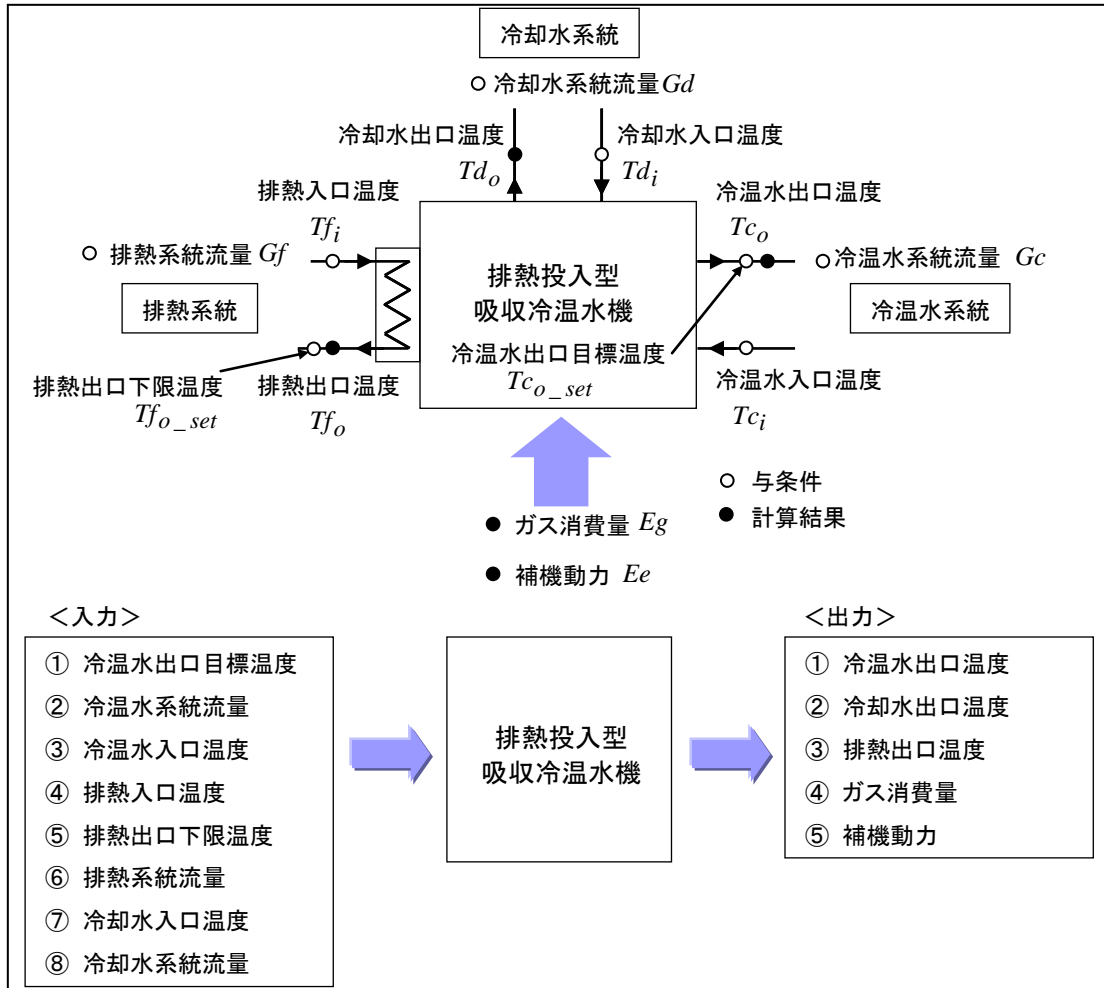 冷却水系統
冷却水系統流量Gd
冷却水出口温度
Td_o
冷却水入口温度
Td_i
排熱入口温度
Tf_i
冷温水出口温度
Tc_o
排熱系統流量 Gf
排熱系統
排熱投入型
吸収冷温水機
冷温水系統流量 Gc
冷温水系統
冷温水出口目標温度
Tc_o_set
排熱出口下限温度
Tf_o_set
排熱出口温度
Tf_o
冷温水入口温度
Tc_i
○ 与条件
● 計算結果
● ガス消費量 Eg
● 補機動力 Ee
<入力>
① 冷温水出口目標温度
② 冷温水系統流量
③ 冷温水入口温度
④ 排熱入口温度
⑤ 排熱出口下限温度
⑥ 排熱系統流量
⑦ 冷却水入口温度
⑧ 冷却水系統流量
排熱投入型
吸収冷温水機
<出力>
① 冷温水出口温度
② 冷却水出口温度
③ 排熱出口温度
④ ガス消費量
⑤ 補機動力